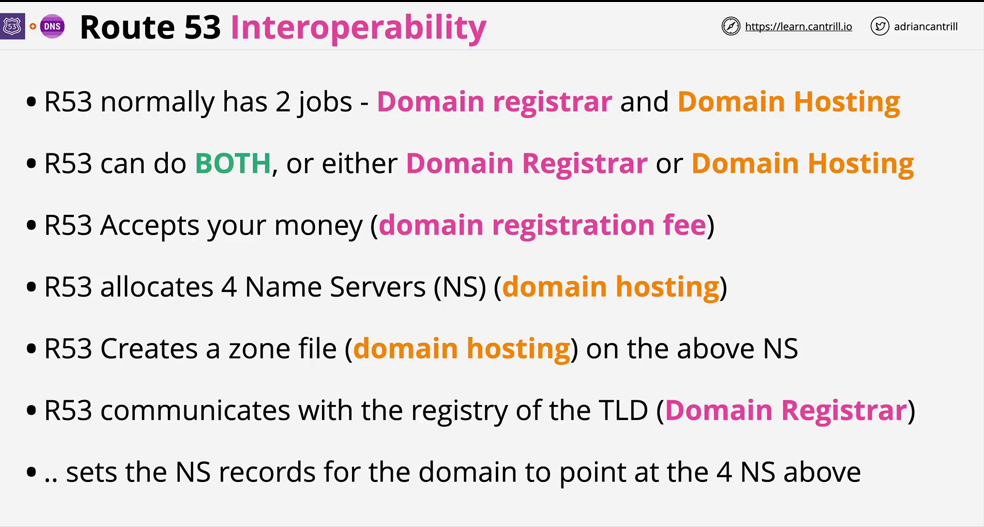 53 DNS Route 53 Interoperability https://learn.cantrill.io adriancantrill
• R53 normally has 2 jobs - Domain registrar and Domain Hosting
• R53 can do BOTH, or either Domain Registrar or Domain Hosting
• R53 Accepts your money (domain registration fee)
• R53 allocates 4 Name Servers (NS) (domain hosting)
• R53 Creates a zone file (domain hosting) on the above NS
• R53 communicates with the registry of the TLD (Domain Registrar)
• .. sets the NS records for the domain to point at the 4 NS above